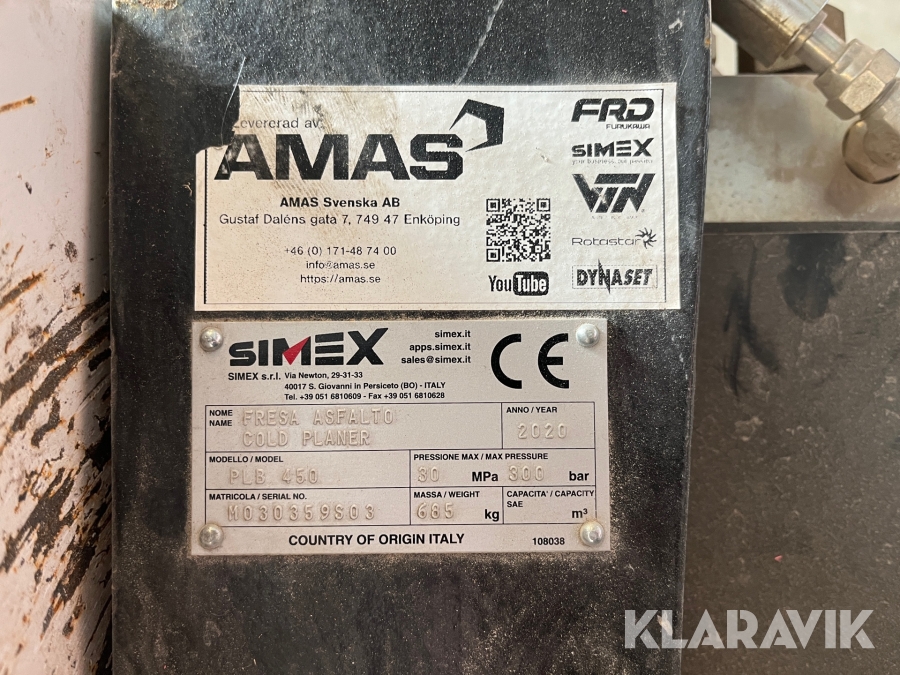 Levererad av:
AMAS
AMAS Svenska AB
Gustaf Daléns gata 7, 749 47 Enköping
+46 (0) 171-48 74 00
info@amas.se
https://amas.se
YouTube
FRD
FURUKAWA
SIMEX
VTN
Rotastar
DYNASET
SIMEX
SIMEX s.r.l. Via Newton, 29-31-33
40017 S. Giovanni in Persiceto (BO) - ITALY
Tel. +39 051 6810609 - Fax +39 051 6810628
simex.it
apps.simex.it
sales@simex.it
CE
NOME
NAME
FRESA ASFALTO
COLD PLANER
ANNO / YEAR
2020
MODELLO / MODEL
PLB 450
PRESSIONE MAX / MAX PRESSURE
30 MPa 300 bar
MATRICOLA / SERIAL NO.
M030359S03
MASSA / WEIGHT
685 kg
CAPACITA' / CAPACITY
SAE
m³
COUNTRY OF ORIGIN ITALY
108038
KLARAVIK